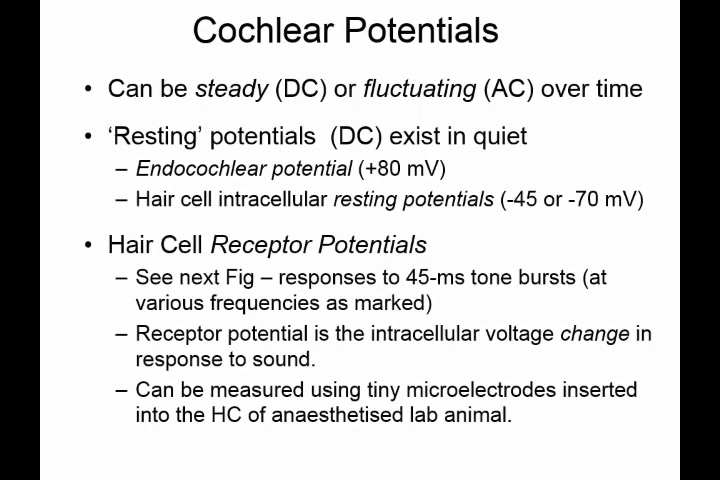 Cochlear Potentials
• Can be steady (DC) or fluctuating (AC) over time
• 'Resting' potentials  (DC) exist in quiet
– Endocochlear potential (+80 mV)
– Hair cell intracellular resting potentials (-45 or -70 mV)
• Hair Cell Receptor Potentials
– See next Fig – responses to 45-ms tone bursts (at
various frequencies as marked)
– Receptor potential is the intracellular voltage change in
response to sound.
– Can be measured using tiny microelectrodes inserted
into the HC of anaesthetised lab animal.